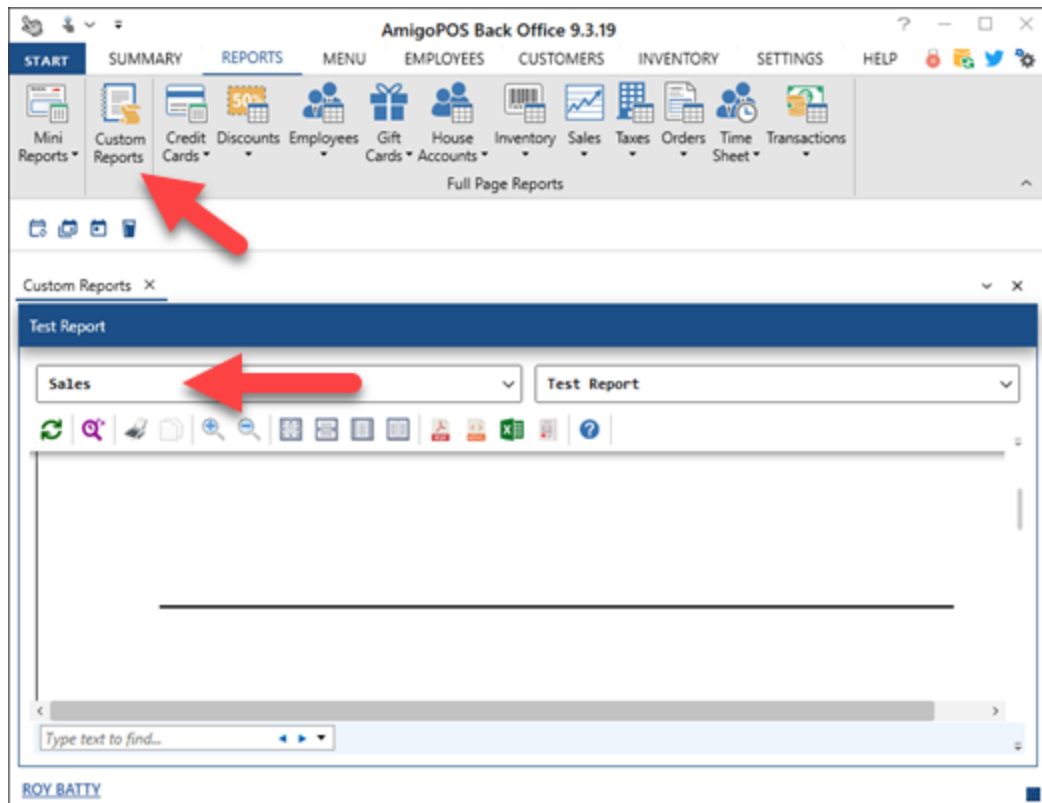 AmigoPOS Back Office 9.3.19
START SUMMARY REPORTS MENU EMPLOYEES CUSTOMERS INVENTORY SETTINGS HELP
50%
Mini Custom Credit Discounts Employees Gift House Inventory Sales Taxes Orders Time Transactions
Reports Reports Cards Cards Accounts Sheet
Full Page Reports
Custom Reports
Test Report
Sales Test Report
Type text to find...
ROY BATTY